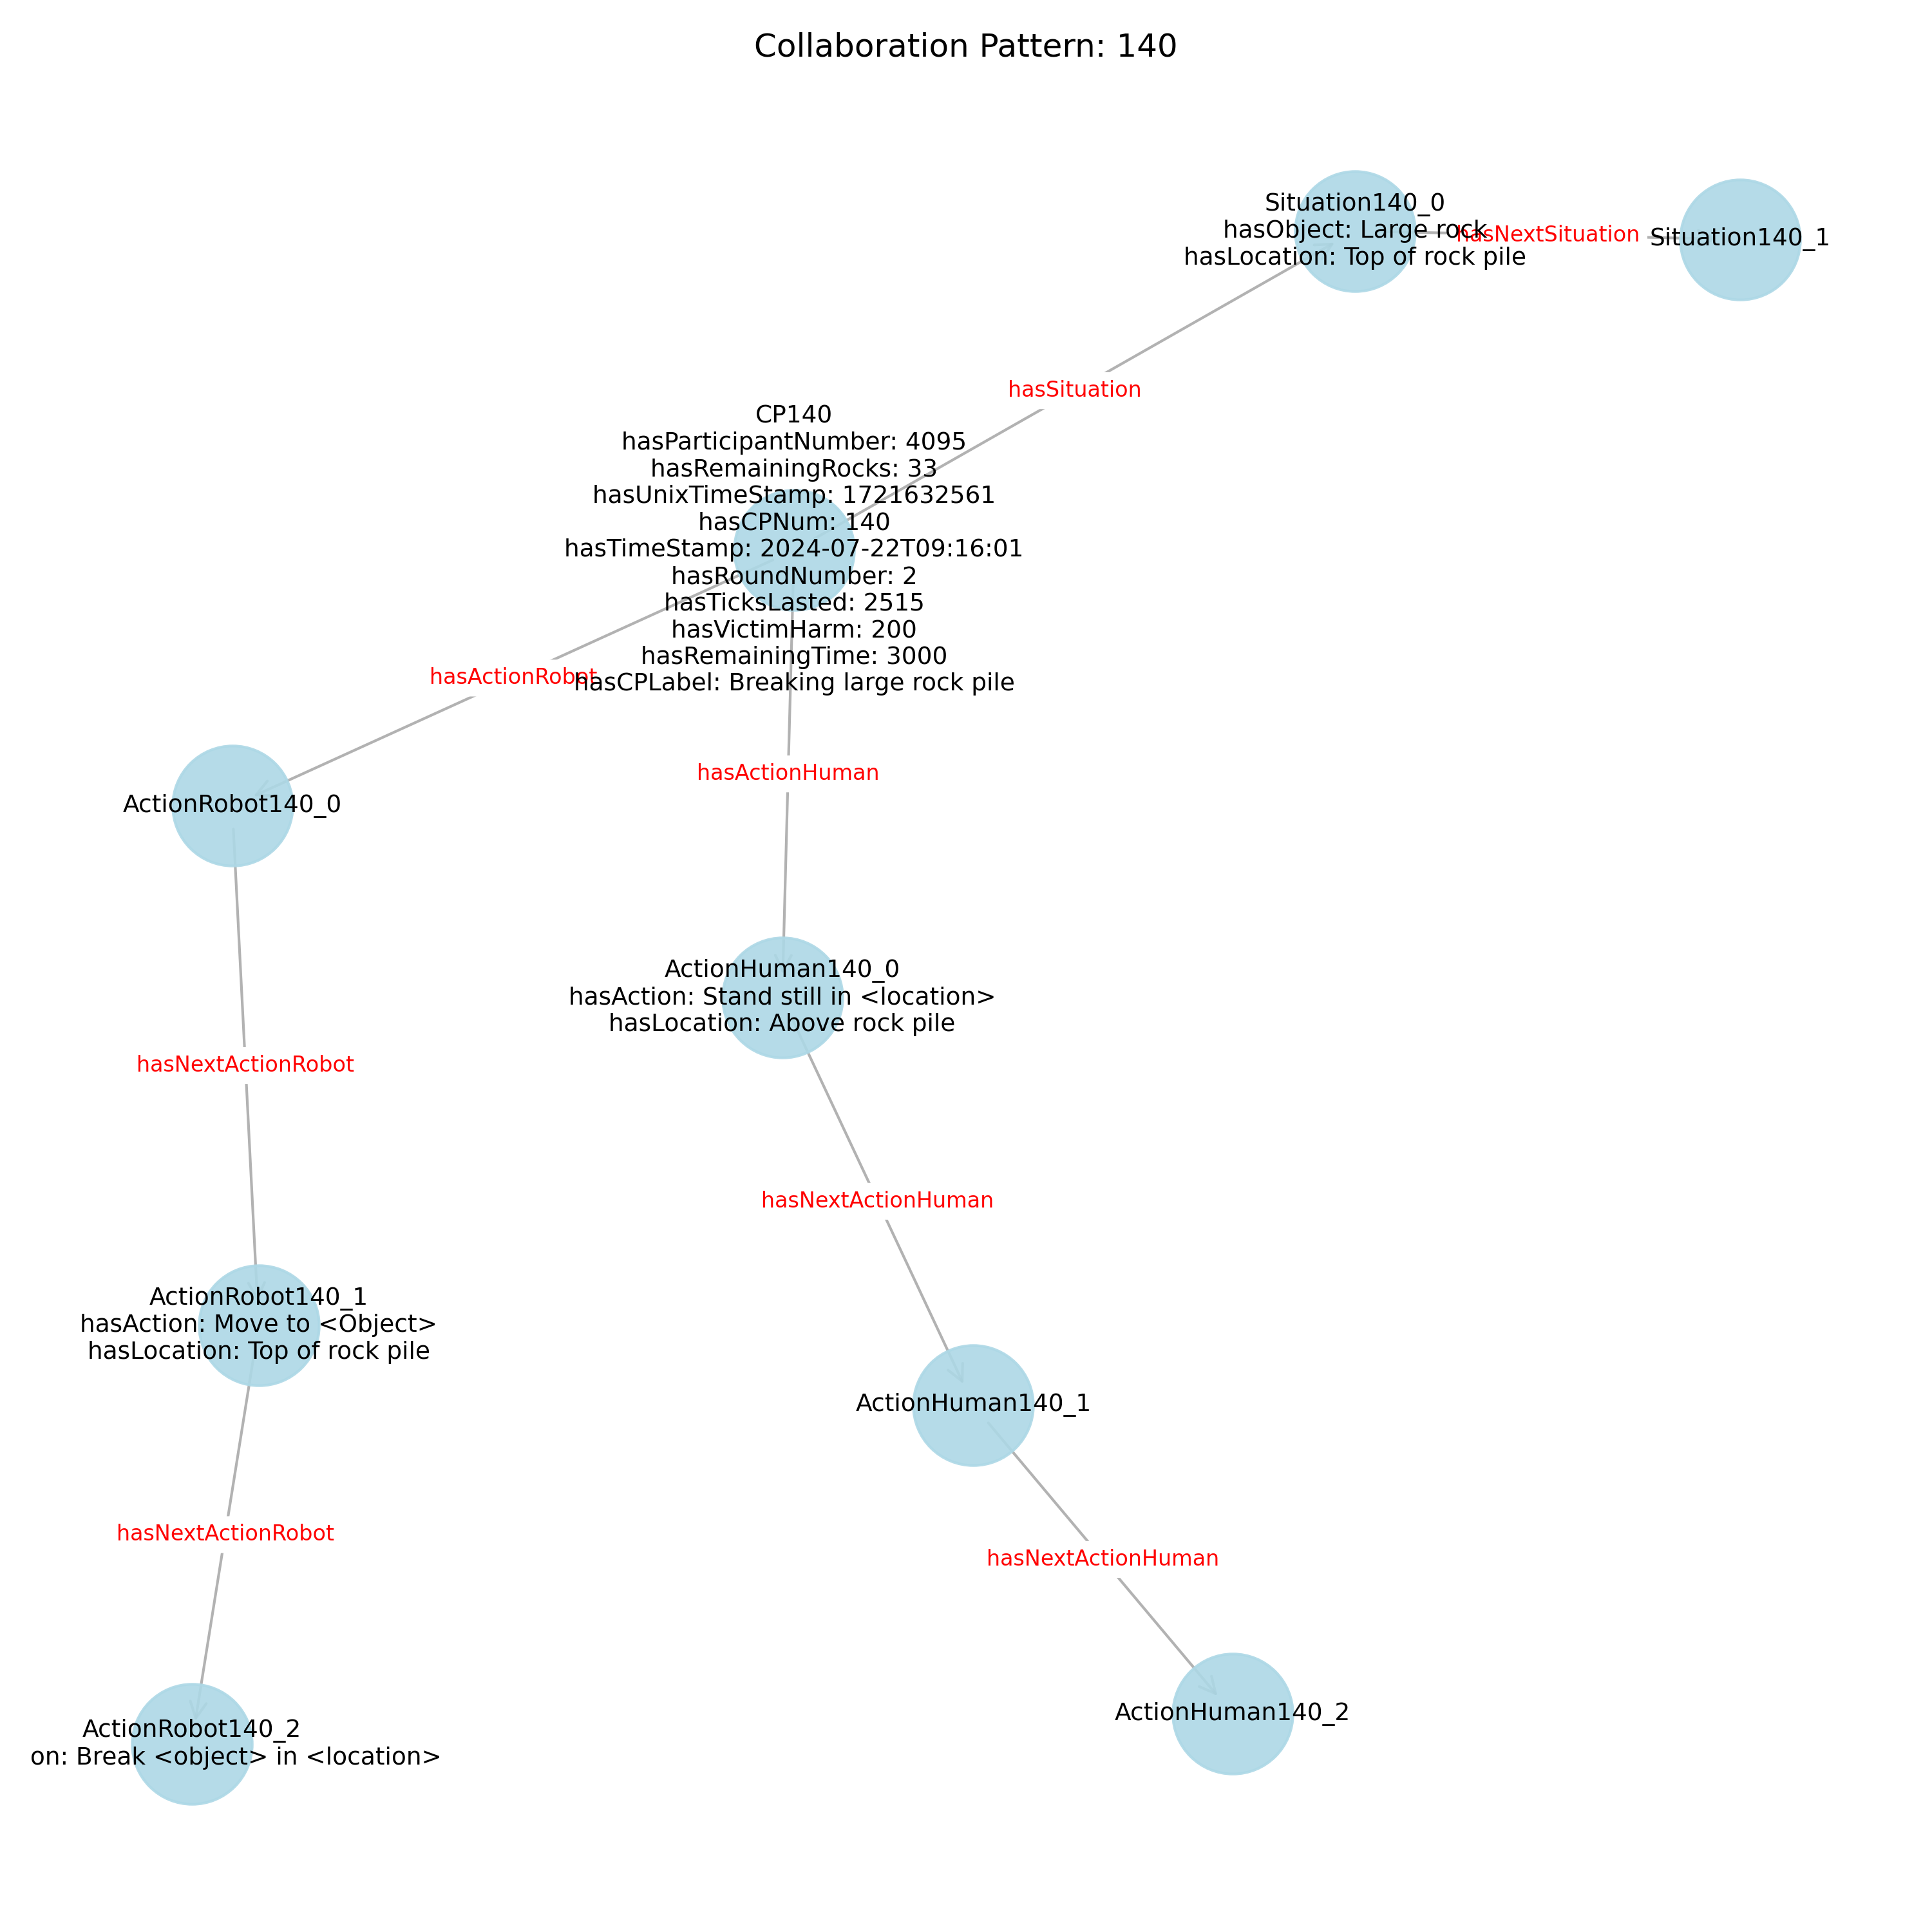 Collaboration Pattern: 140
Situation140_0
hasObject: Large rock
hasLocation: Top of rock pile
hasNextSituation
Situation140_1
hasSituation
CP140
hasParticipantNumber: 4095
hasRemainingRocks: 33
hasUnixTimeStamp: 1721632561
hasCPNum: 140
hasTimeStamp: 2024-07-22T09:16:01
hasRoundNumber: 2
hasTicksLasted: 2515
hasVictimHarm: 200
hasRemainingTime: 3000
hasCPLabel: Breaking large rock pile
hasActionRobot
hasActionHuman
ActionRobot140_0
ActionHuman140_0
hasAction: Stand still in <location>
hasLocation: Above rock pile
hasNextActionRobot
hasNextActionHuman
ActionRobot140_1
hasAction: Move to <Object>
hasLocation: Top of rock pile
ActionHuman140_1
hasNextActionRobot
hasNextActionHuman
ActionHuman140_2
ActionRobot140_2
on: Break <object> in <location>